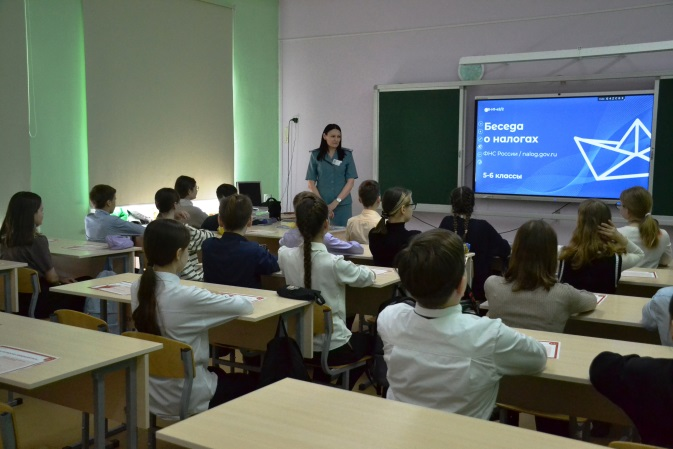 Беседа
о налогах
ФНС России / nalog.gov.ru
5-6 классы